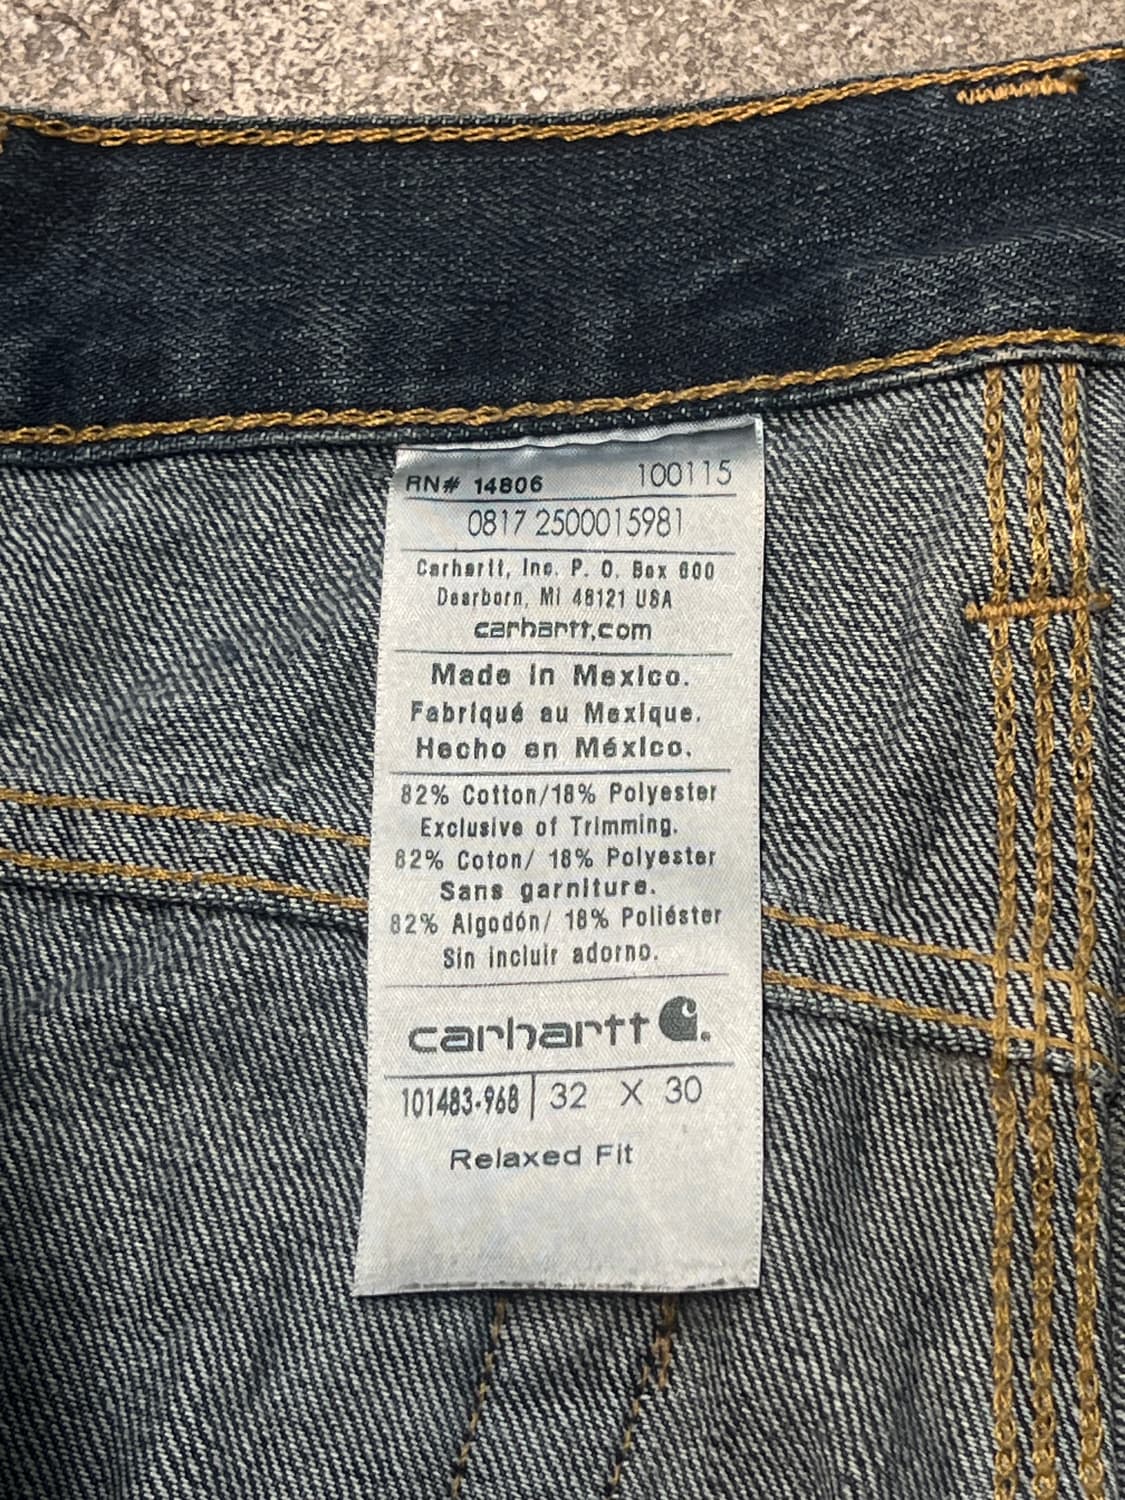 RN# 14806 100115
0817 2500015981
Carhartt, Inc. P. O. Box 600
Dearborn, MI 48121 USA
carhartt.com
Made in Mexico.
Fabriqué au Mexique.
Hecho en México.
82% Cotton/18% Polyester
Exclusive of Trimming.
82% Coton/ 18% Polyester
Sans garniture.
82% Algodón/ 18% Poliéster
Sin incluir adorno.
carhartt
101483-968 | 32 X 30
Relaxed Fit